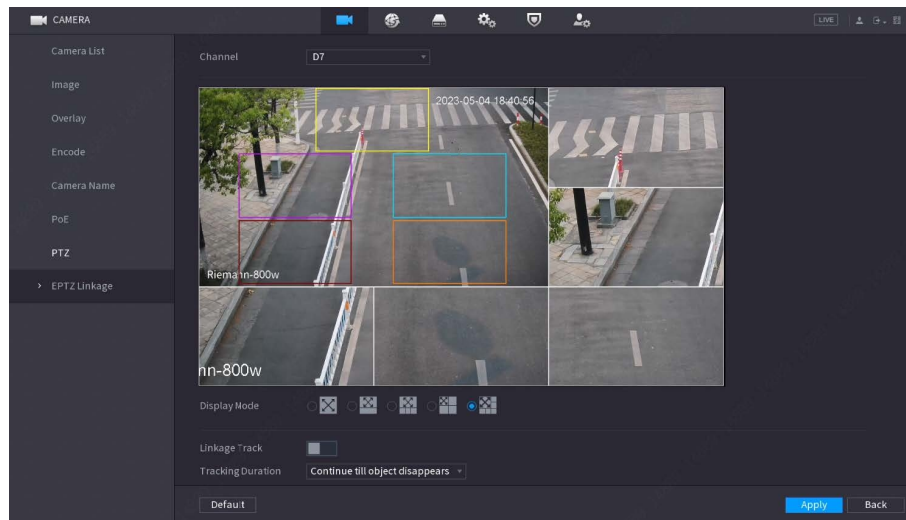 CAMERA
LIVE
Camera List
Image
Overlay
Encode
Camera Name
PoE
PTZ
EPTZ Linkage
Channel D7
2023-05-04 18:40:56
Riemann-800w
nn-800w
Display Mode
Linkage Track
Tracking Duration Continue till object disappears
Default Apply Back